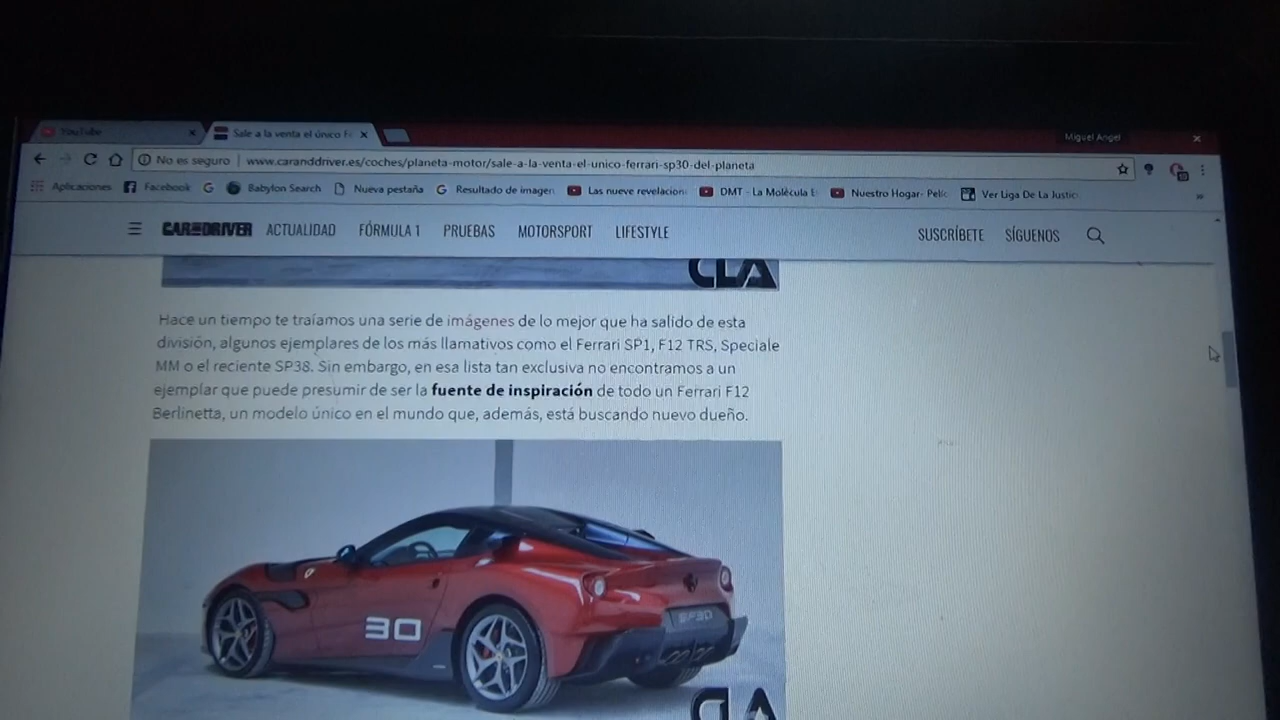 YouTube
Sale a la venta el único Fe
Miguel Angel
No es seguro | www.caranddriver.es/coches/planeta-motor/sale-a-la-venta-el-unico-ferrari-sp30-del-planeta
Aplicaciones Facebook Babylon Search Nueva pestaña Resultado de imagen Las nueve revelacion DMT - La Molécula E Nuestro Hogar- Pelíc Ver Liga De La Justic
CAR AND DRIVER ACTUALIDAD FÓRMULA 1 PRUEBAS MOTORSPORT LIFESTYLE SUSCRÍBETE SÍGUENOS
CLA
Hace un tiempo te traíamos una serie de imágenes de lo mejor que ha salido de esta
división, algunos ejemplares de los más llamativos como el Ferrari SP1, F12 TRS, Speciale
MM o el reciente SP38. Sin embargo, en esa lista tan exclusiva no encontramos a un
ejemplar que puede presumir de ser la fuente de inspiración de todo un Ferrari F12
Berlinetta, un modelo único en el mundo que, además, está buscando nuevo dueño.
SP30
30